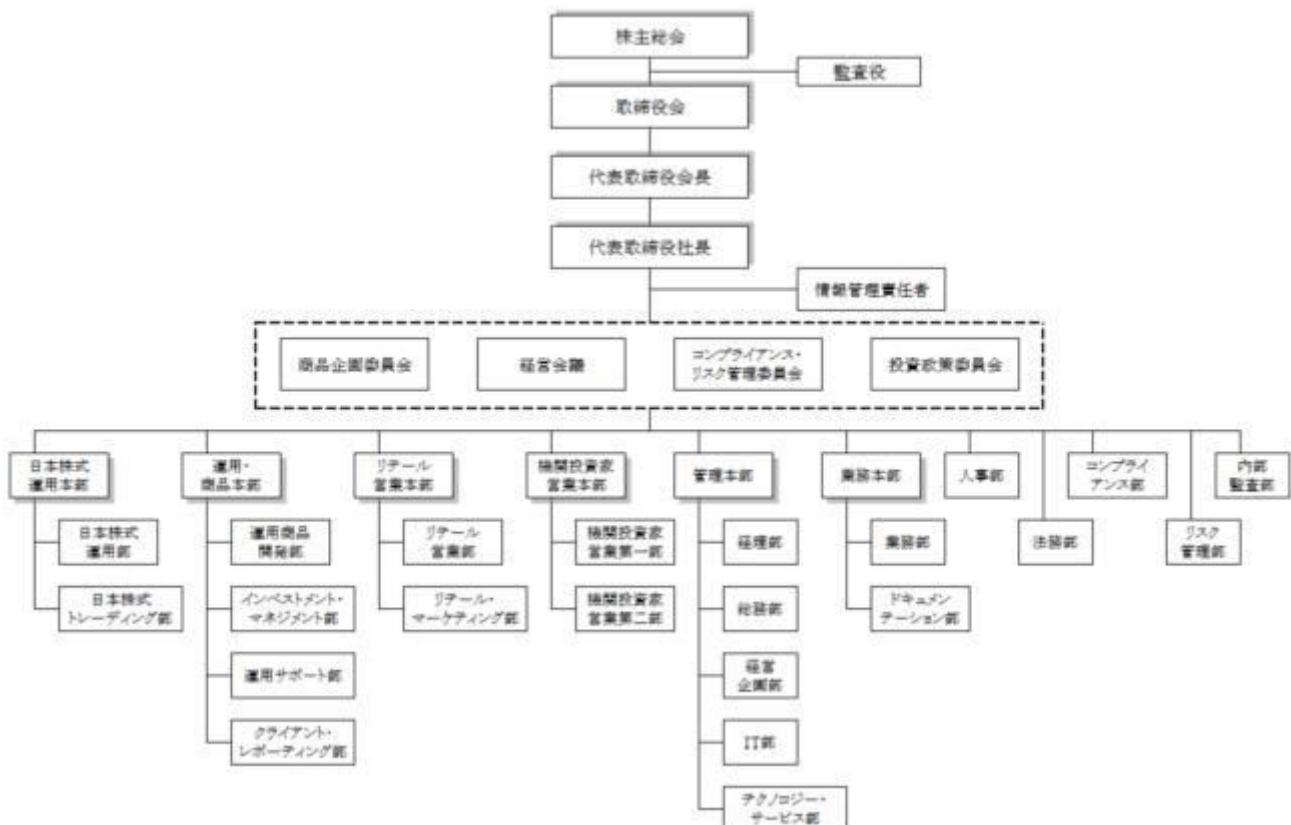 株主総会
監査役
取締役会
代表取締役会長
代表取締役社長
情報管理責任者
商品企画委員会
経営会議
コンプライアンス・
リスク管理委員会
投資政策委員会
日本株式
運用本部
運用・
商品本部
リテール
営業本部
機関投資家
営業本部
管理本部
業務本部
人事部
コンプライ
アンス部
内部
監査部
日本株式
運用部
運用商品
開発部
リテール
営業部
機関投資家
営業第一部
経理部
業務部
法務部
リスク
管理部
日本株式
トレーディング部
インベストメント・
マネジメント部
リテール・
マーケティング部
機関投資家
営業第二部
総務部
ドキュメン
テーション部
運用サポート部
経営
企画部
クライアント・
レポーティング部
IT部
テクノロジー・
サービス部